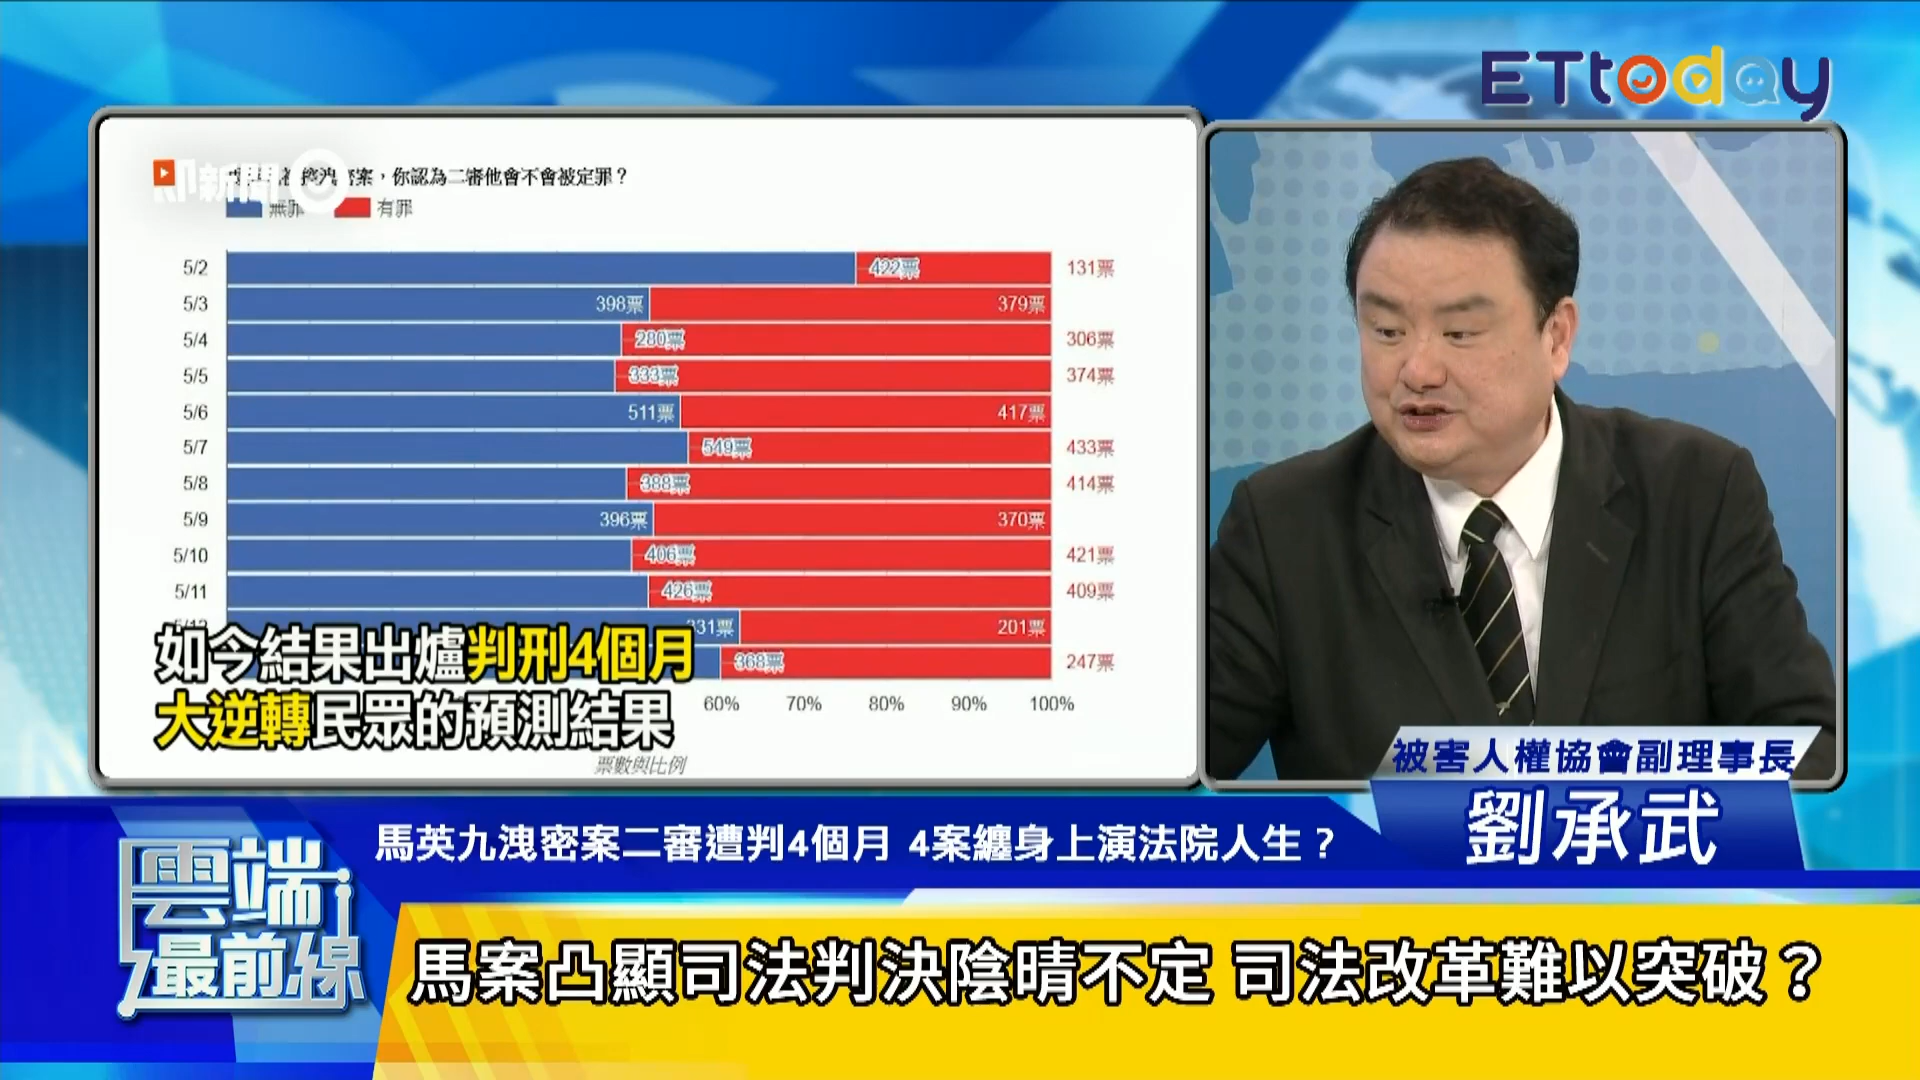 ETtoday
新聞
控洩密案，你認為二審他會不會被定罪？
無罪 有罪
5/2 422票 131票
5/3 398票 379票
5/4 280票 306票
5/5 333票 374票
5/6 511票 417票
5/7 549票 433票
5/8 388票 414票
5/9 396票 370票
5/10 406票 421票
5/11 426票 409票
331票 201票
368票 247票
60% 70% 80% 90% 100%
票數與比例
如今結果出爐判刑4個月
大逆轉民眾的預測結果
被害人權協會副理事長
劉承武
馬英九洩密案二審遭判4個月 4案纏身上演法院人生？
雲端最前線
馬案凸顯司法判決陰晴不定 司法改革難以突破？